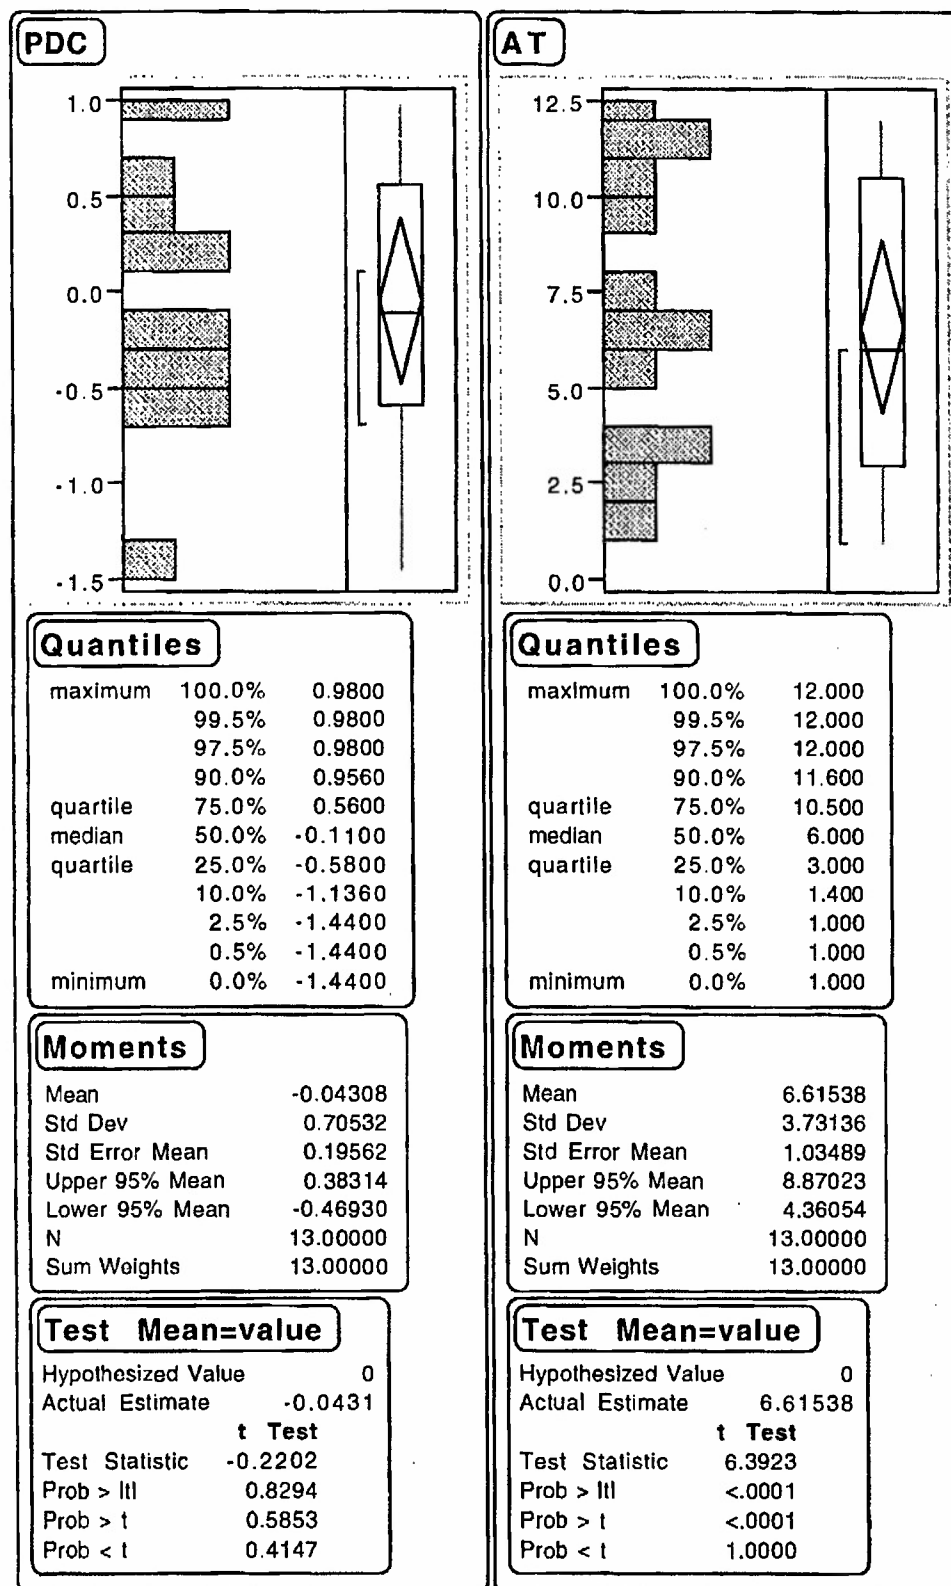 PDC
1.0
0.5
0.0
-0.5
-1.0
-1.5
Quantiles
maximum 100.0% 0.9800
99.5% 0.9800
97.5% 0.9800
90.0% 0.9560
quartile 75.0% 0.5600
median 50.0% -0.1100
quartile 25.0% -0.5800
10.0% -1.1360
2.5% -1.4400
0.5% -1.4400
minimum 0.0% -1.4400
Moments
Mean -0.04308
Std Dev 0.70532
Std Error Mean 0.19562
Upper 95% Mean 0.38314
Lower 95% Mean -0.46930
N 13.00000
Sum Weights 13.00000
Test Mean=value
Hypothesized Value 0
Actual Estimate -0.0431
t Test
Test Statistic -0.2202
Prob > |t| 0.8294
Prob > t 0.5853
Prob < t 0.4147
AT
12.5
10.0
7.5
5.0
2.5
0.0
Quantiles
maximum 100.0% 12.000
99.5% 12.000
97.5% 12.000
90.0% 11.600
quartile 75.0% 10.500
median 50.0% 6.000
quartile 25.0% 3.000
10.0% 1.400
2.5% 1.000
0.5% 1.000
minimum 0.0% 1.000
Moments
Mean 6.61538
Std Dev 3.73136
Std Error Mean 1.03489
Upper 95% Mean 8.87023
Lower 95% Mean 4.36054
N 13.00000
Sum Weights 13.00000
Test Mean=value
Hypothesized Value 0
Actual Estimate 6.61538
t Test
Test Statistic 6.3923
Prob > |t| <.0001
Prob > t <.0001
Prob < t 1.0000